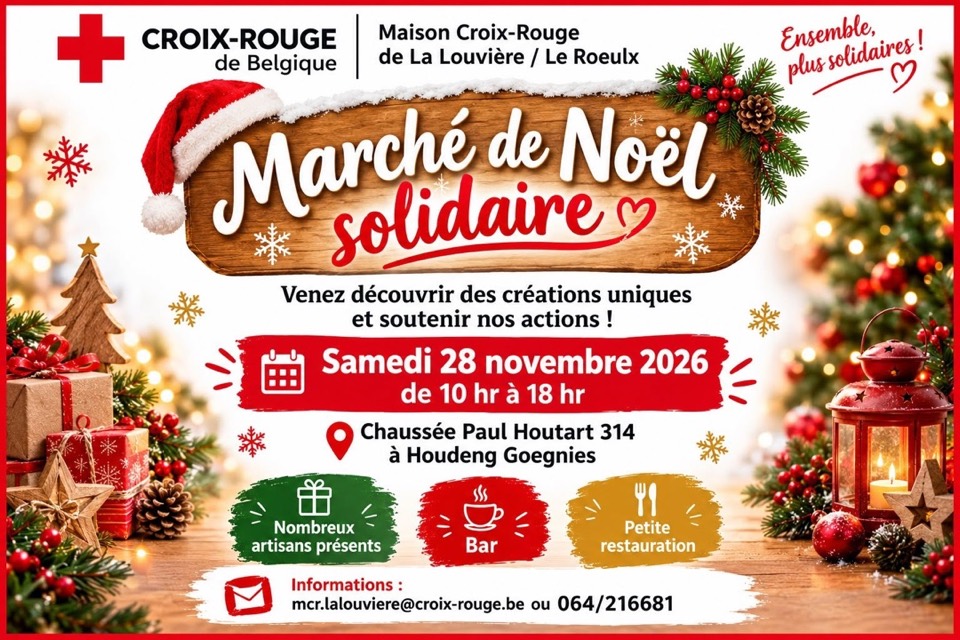 CROIX-ROUGE
de Belgique
Maison Croix-Rouge
de La Louvière / Le Roeulx
Ensemble,
plus solidaires !
Marché de Noël
solidaire
Venez découvrir des créations uniques
et soutenir nos actions !
Samedi 28 novembre 2026
de 10 hr à 18 hr
Chaussée Paul Houtart 314
à Houdeng Goegnies
Nombreux
artisans présents
Bar
Petite
restauration
Informations :
mcr.lalouviere@croix-rouge.be ou 064/216681